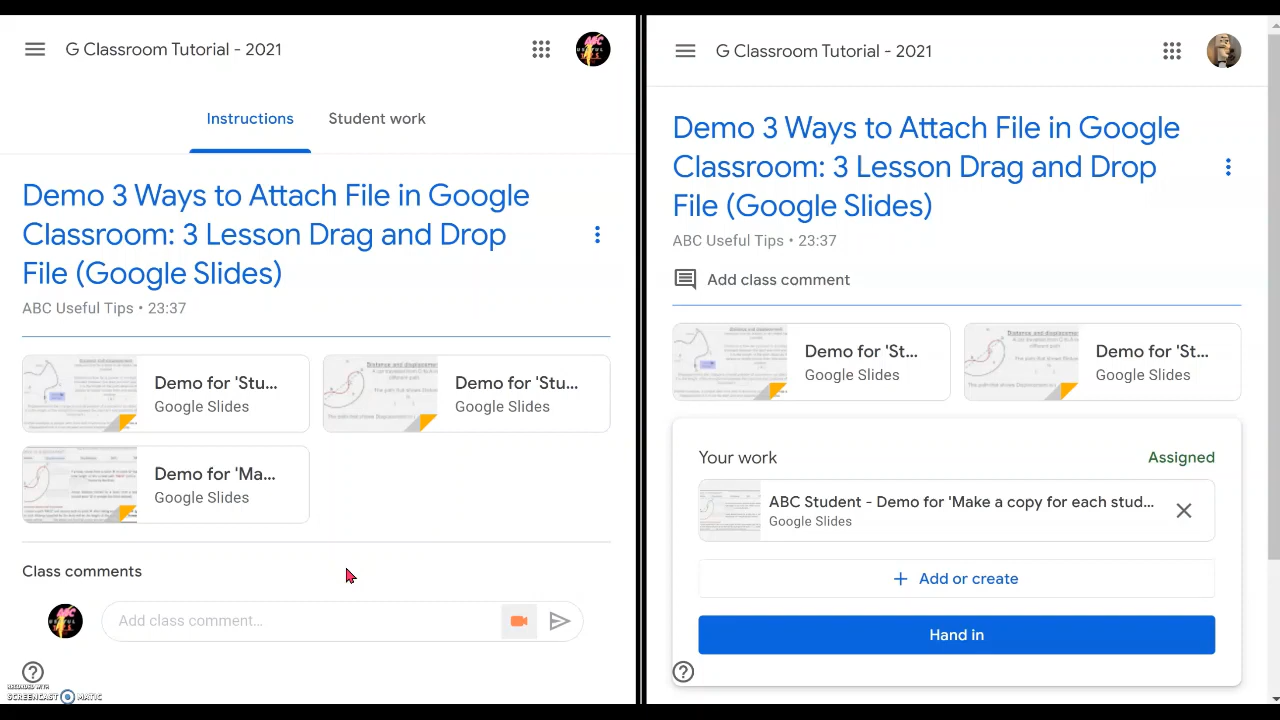 G Classroom Tutorial - 2021
Instructions
Student work
Demo 3 Ways to Attach File in Google
Classroom: 3 Lesson Drag and Drop
File (Google Slides)
ABC Useful Tips • 23:37
Demo for 'Stu...
Google Slides
Demo for 'Stu...
Google Slides
Demo for 'Ma...
Google Slides
Class comments
Add class comment...
RECORDED WITH
SCREENCAST MATIC
G Classroom Tutorial - 2021
Demo 3 Ways to Attach File in Google
Classroom: 3 Lesson Drag and Drop
File (Google Slides)
ABC Useful Tips • 23:37
Add class comment
Demo for 'St...
Google Slides
Demo for 'St...
Google Slides
Your work
Assigned
ABC Student - Demo for 'Make a copy for each stud...
Google Slides
+ Add or create
Hand in